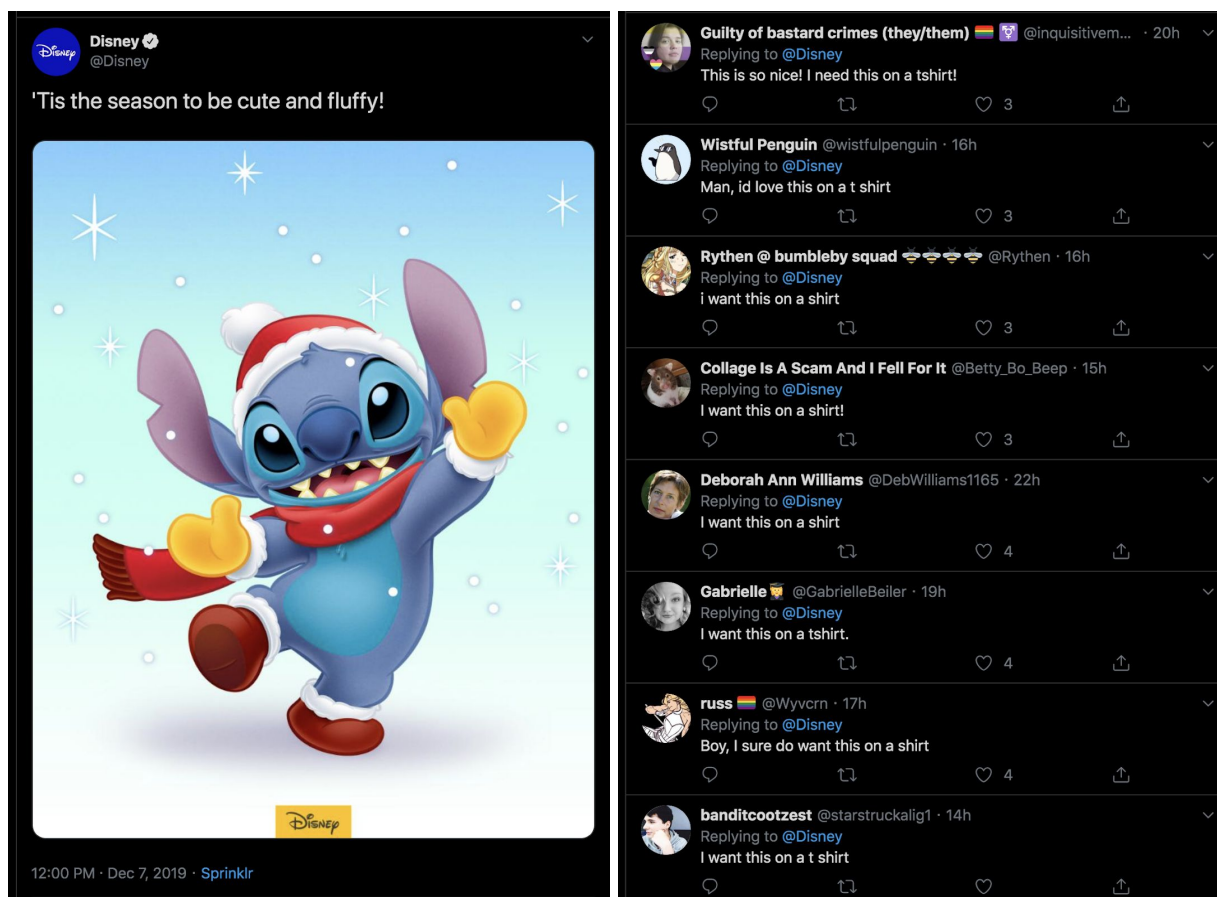 Disney
Disney
@Disney
'Tis the season to be cute and fluffy!
Disney
12:00 PM · Dec 7, 2019 · Sprinklr
Guilty of bastard crimes (they/them) 🏳️‍🌈 ⚧ @inquisitivem... · 20h
Replying to @Disney
This is so nice! I need this on a tshirt!
3
Wistful Penguin @wistfulpenguin · 16h
Replying to @Disney
Man, id love this on a t shirt
3
Rythen @ bumbleby squad 🐝🐝🐝🐝 @Rythen · 16h
Replying to @Disney
i want this on a shirt
3
Collage Is A Scam And I Fell For It @Betty_Bo_Beep · 15h
Replying to @Disney
I want this on a shirt!
3
Deborah Ann Williams @DebWilliams1165 · 22h
Replying to @Disney
I want this on a shirt
4
Gabrielle @GabrielleBeiler · 19h
Replying to @Disney
I want this on a tshirt.
4
russ 🏳️‍🌈 @Wyvcrn · 17h
Replying to @Disney
Boy, I sure do want this on a shirt
4
banditcootzest @starstruckalig1 · 14h
Replying to @Disney
I want this on a t shirt